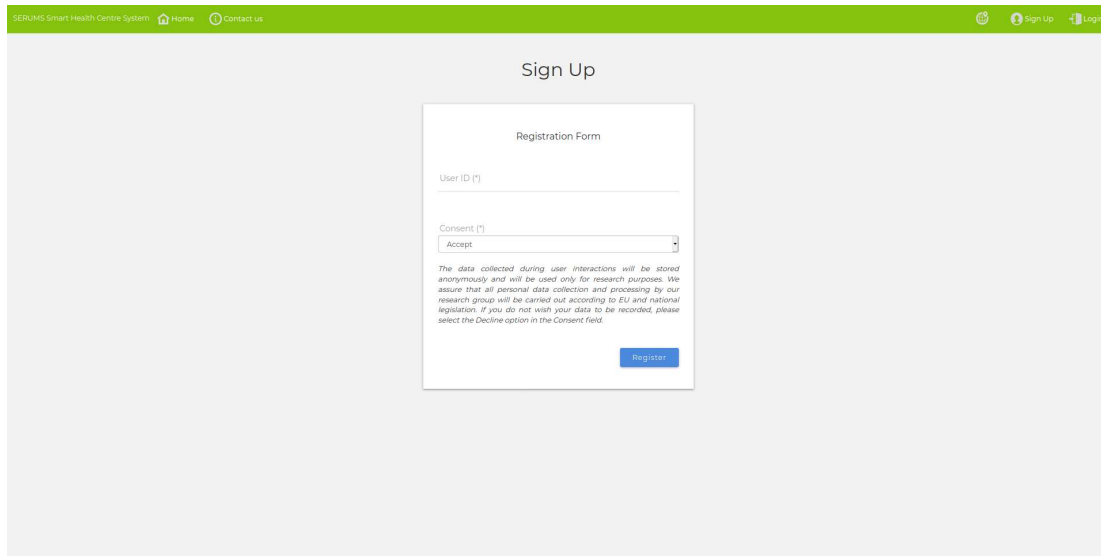 SERUMS Smart Health Centre System Home Contact us Sign Up Login
Sign Up
Registration Form
User ID (*)
Consent (*)
Accept
The data collected during user interactions will be stored
anonymously and will be used only for research purposes. We
assure that all personal data collection and processing by our
research group will be carried out according to EU and national
legislation. If you do not wish your data to be recorded, please
select the Decline option in the Consent field.
Register